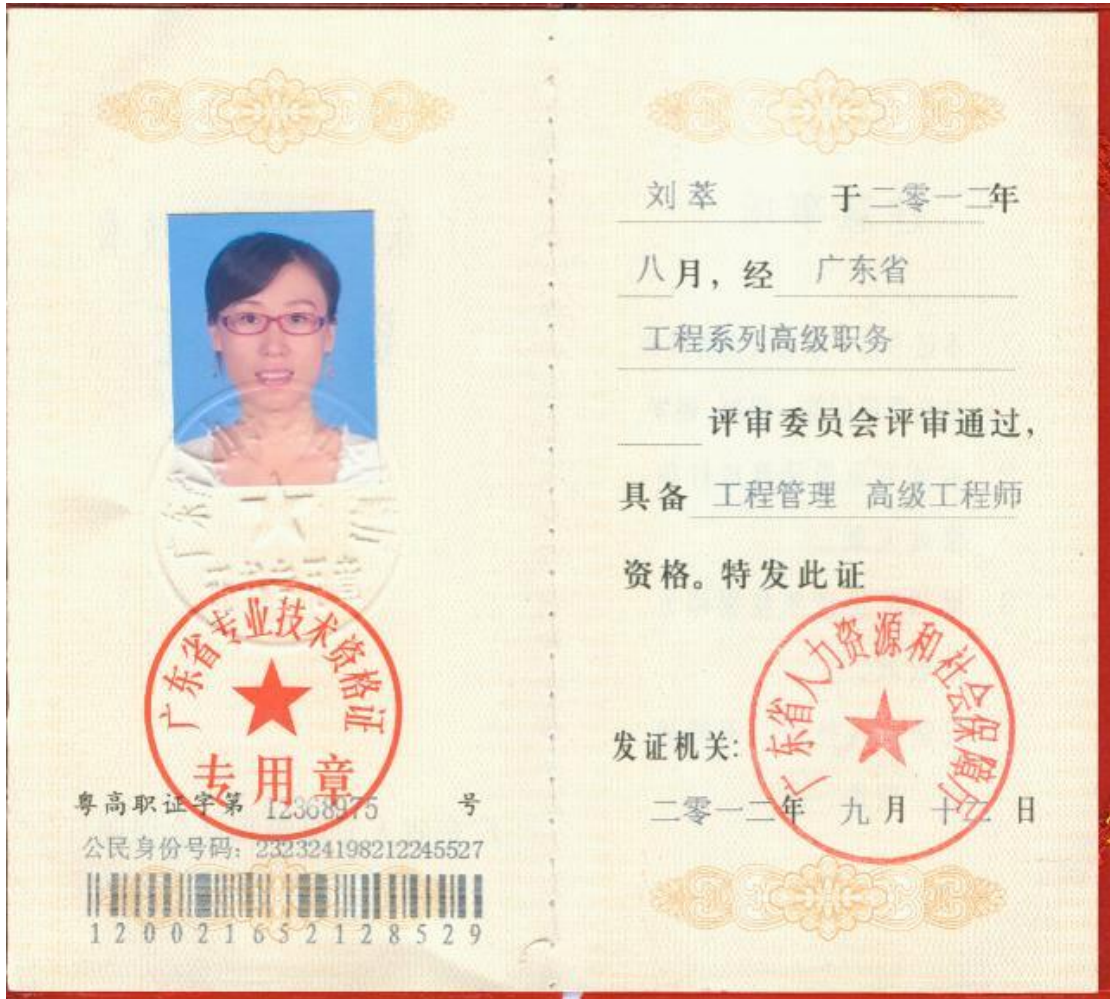 广东省专业技术资格证
专用章
粤高职证字第 12368975 号
公民身份号码：232324198212245527
120021652128529
刘萃 于二零一二年
八月，经 广东省
工程系列高级职务
评审委员会评审通过，
具备 工程管理 高级工程师
资格。特发此证
广东省人力资源和社会保障厅
发证机关：
二零一二年 九月 十二日